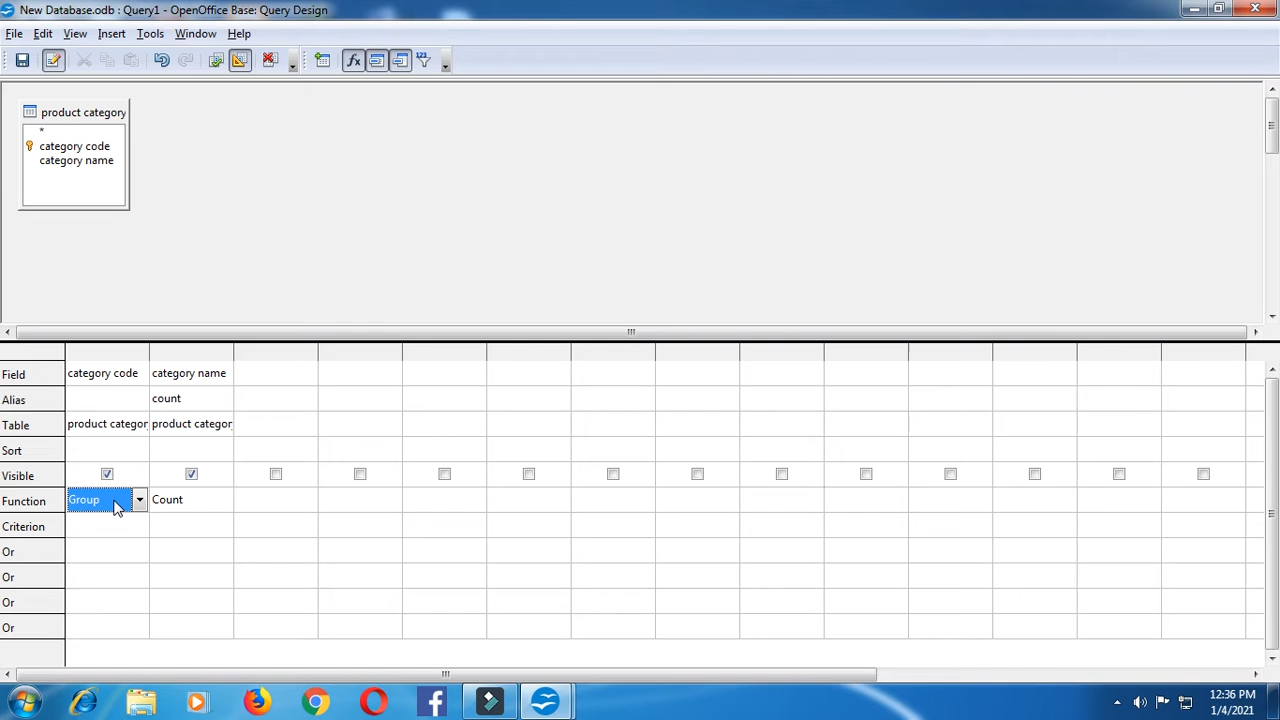 New Database.odb : Query1 - OpenOffice Base: Query Design
File Edit View Insert Tools Window Help
fx 123
product category
*
category code
category name
Field category code category name
Alias count
Table product categor product categor
Sort
Visible
Function Group Count
Criterion
Or
Or
Or
Or
12:36 PM
1/4/2021